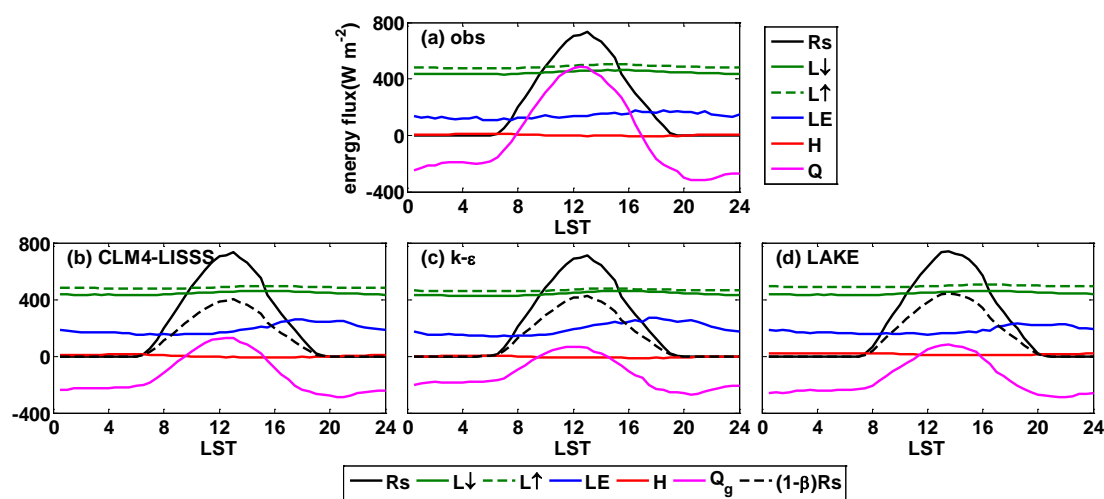 800
400
0
-400
energy flux(W m⁻²)
(a) obs
0 4 8 12 16 20 24
LST
Rs
L↓
L↑
LE
H
Q
800
400
0
-400
(b) CLM4-LISSS
0 4 8 12 16 20 24
LST
(c) k-ε
0 4 8 12 16 20 24
LST
(d) LAKE
0 4 8 12 16 20 24
LST
Rs L↓ L↑ LE H Qg (1-β)Rs